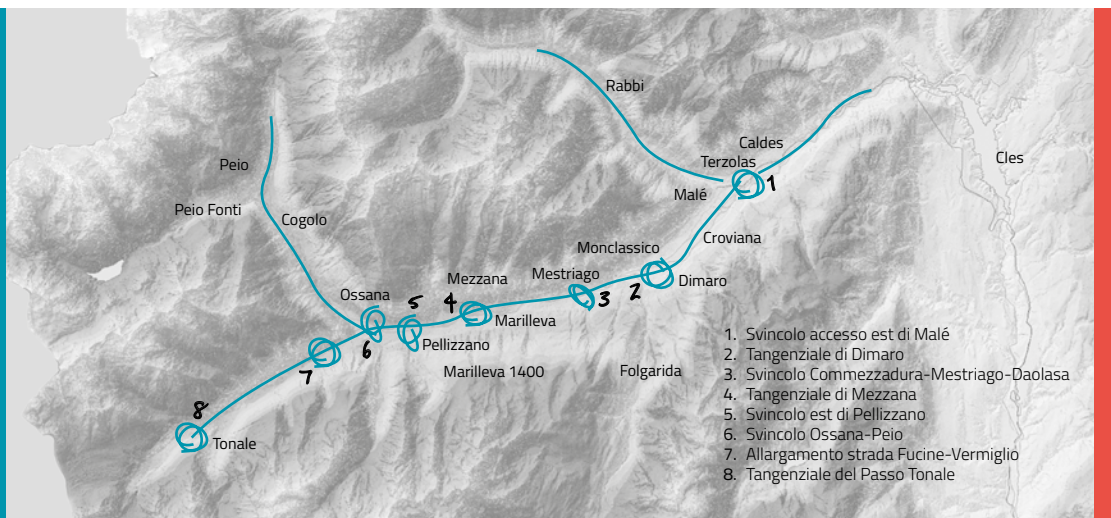 Rabbi
Caldes
Terzolas
1
Cles
Peio
Malé
Peio Fonti
Cogolo
Croviana
Monclassico
Mestriago
Mezzana
2
Dimaro
3
Ossana
5
4
Marilleva
Pellizzano
6
Marilleva 1400
Folgarida
7
8
Tonale
1. Svincolo accesso est di Malé
2. Tangenziale di Dimaro
3. Svincolo Commezzadura-Mestriago-Daolasa
4. Tangenziale di Mezzana
5. Svincolo est di Pellizzano
6. Svincolo Ossana-Peio
7. Allargamento strada Fucine-Vermiglio
8. Tangenziale del Passo Tonale